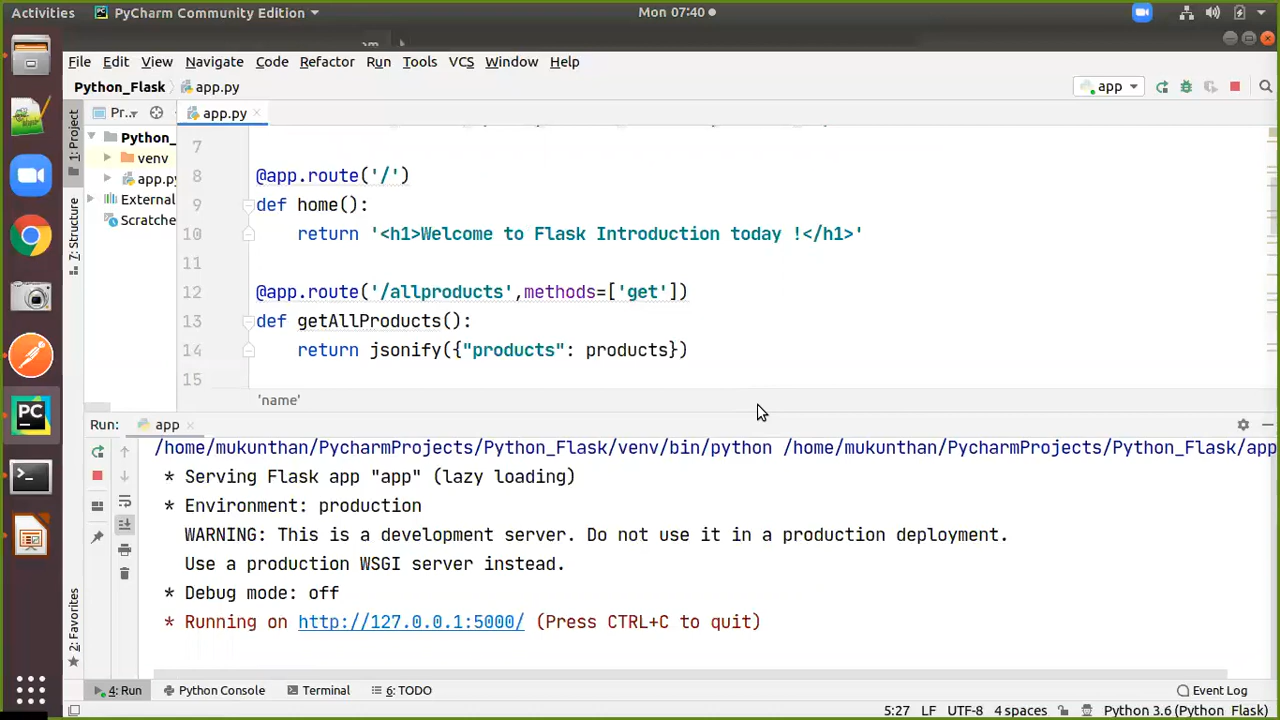 Activities PyCharm Community Edition Mon 07:40
File Edit View Navigate Code Refactor Run Tools VCS Window Help
Python_Flask app.py app
1: Project Pr... app.py
Python_
venv
app.py
External
Scratche
7: Structure
7
8 @app.route('/')
9 def home():
10 return '<h1>Welcome to Flask Introduction today !</h1>'
11
12 @app.route('/allproducts',methods=['get'])
13 def getAllProducts():
14 return jsonify({"products": products})
15
'name'
Run: app
/home/mukunthan/PycharmProjects/Python_Flask/venv/bin/python /home/mukunthan/PycharmProjects/Python_Flask/app
* Serving Flask app "app" (lazy loading)
* Environment: production
WARNING: This is a development server. Do not use it in a production deployment.
Use a production WSGI server instead.
* Debug mode: off
* Running on http://127.0.0.1:5000/ (Press CTRL+C to quit)
2: Favorites
4: Run Python Console Terminal 6: TODO Event Log
5:27 LF UTF-8 4 spaces Python 3.6 (Python_Flask)